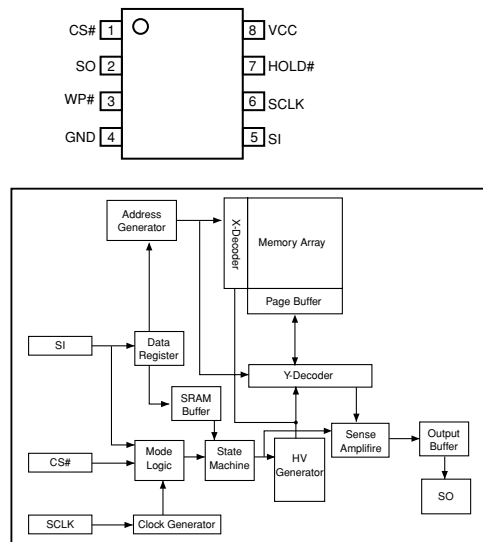 CS# 1 8 VCC
SO 2 7 HOLD#
WP# 3 6 SCLK
GND 4 5 SI
Address
Generator
X-Decoder
Memory Array
Page Buffer
SI
Data
Register
Y-Decoder
SRAM
Buffer
CS#
Mode
Logic
State
Machine
HV
Generator
Sense
Amplifire
Output
Buffer
SO
SCLK
Clock Generator